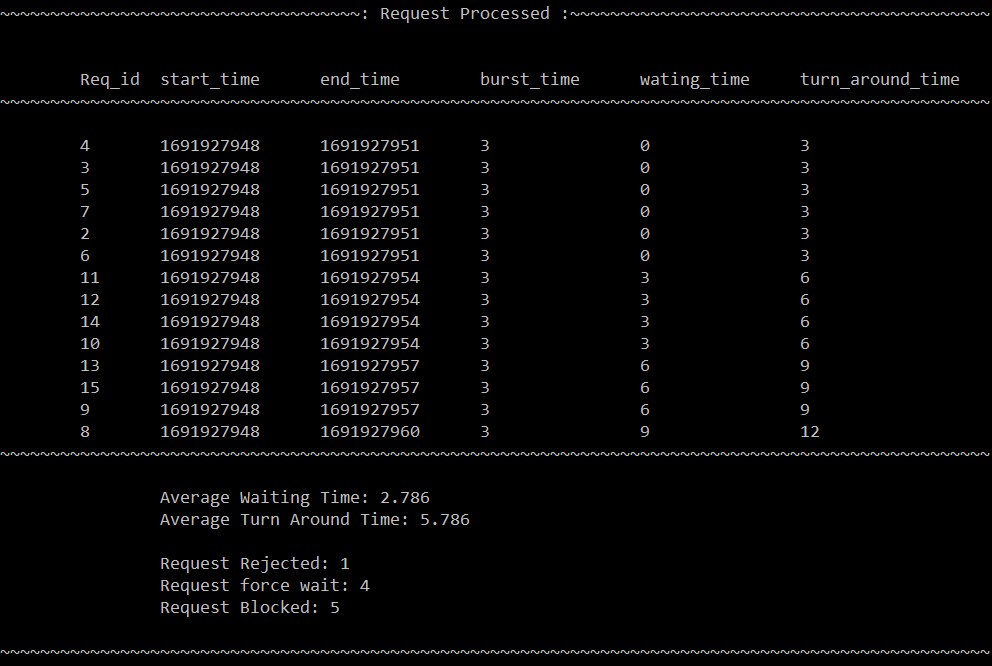 ~~~~~~~~~~~~~~~~~~~~~~~~~~~~~~~~~~~~: Request Processed :~~~~~~~~~~~~~~~~~~~~~~~~~~~~~~~~~~~~~~~~~~
Req_id start_time end_time burst_time wating_time turn_around_time
~~~~~~~~~~~~~~~~~~~~~~~~~~~~~~~~~~~~~~~~~~~~~~~~~~~~~~~~~~~~~~~~~~~~~~~~~~~~~~~~~~~~~~~~~~~~~~~~~~~
4 1691927948 1691927951 3 0 3
3 1691927948 1691927951 3 0 3
5 1691927948 1691927951 3 0 3
7 1691927948 1691927951 3 0 3
2 1691927948 1691927951 3 0 3
6 1691927948 1691927951 3 0 3
11 1691927948 1691927954 3 3 6
12 1691927948 1691927954 3 3 6
14 1691927948 1691927954 3 3 6
10 1691927948 1691927954 3 3 6
13 1691927948 1691927957 3 6 9
15 1691927948 1691927957 3 6 9
9 1691927948 1691927957 3 6 9
8 1691927948 1691927960 3 9 12
~~~~~~~~~~~~~~~~~~~~~~~~~~~~~~~~~~~~~~~~~~~~~~~~~~~~~~~~~~~~~~~~~~~~~~~~~~~~~~~~~~~~~~~~~~~~~~~~~~~
Average Waiting Time: 2.786
Average Turn Around Time: 5.786
Request Rejected: 1
Request force wait: 4
Request Blocked: 5
~~~~~~~~~~~~~~~~~~~~~~~~~~~~~~~~~~~~~~~~~~~~~~~~~~~~~~~~~~~~~~~~~~~~~~~~~~~~~~~~~~~~~~~~~~~~~~~~~~~